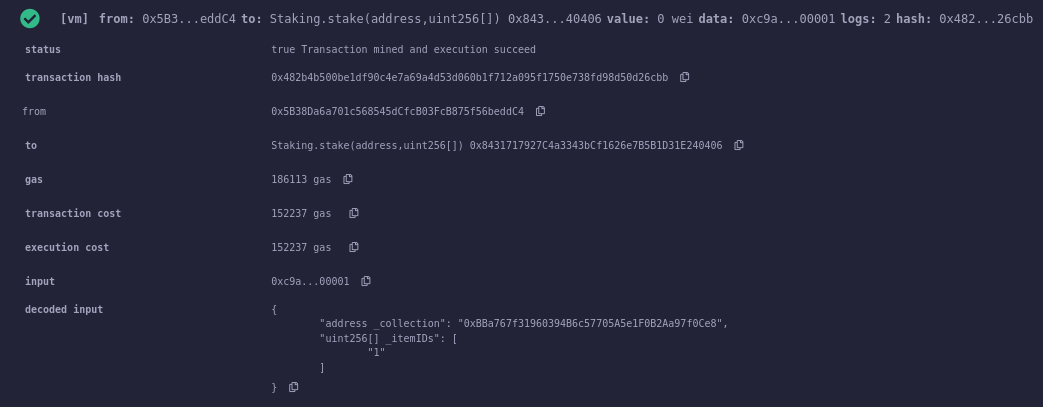 [vm] from: 0x5B3...eddC4 to: Staking.stake(address,uint256[]) 0x843...40406 value: 0 wei data: 0xc9a...00001 logs: 2 hash: 0x482...26cbb
status true Transaction mined and execution succeed
transaction hash 0x482b4b500be1df90c4e7a69a4d53d060b1f712a095f1750e738fd98d50d26cbb
from 0x5B38Da6a701c568545dCfcB03FcB875f56beddC4
to Staking.stake(address,uint256[]) 0x8431717927C4a3343bCf1626e7B5B1D31E240406
gas 186113 gas
transaction cost 152237 gas
execution cost 152237 gas
input 0xc9a...00001
decoded input {
"address _collection": "0xBBa767f31960394B6c57705A5e1F0B2Aa97f0Ce8",
"uint256[] _itemIDs": [
"1"
]
}